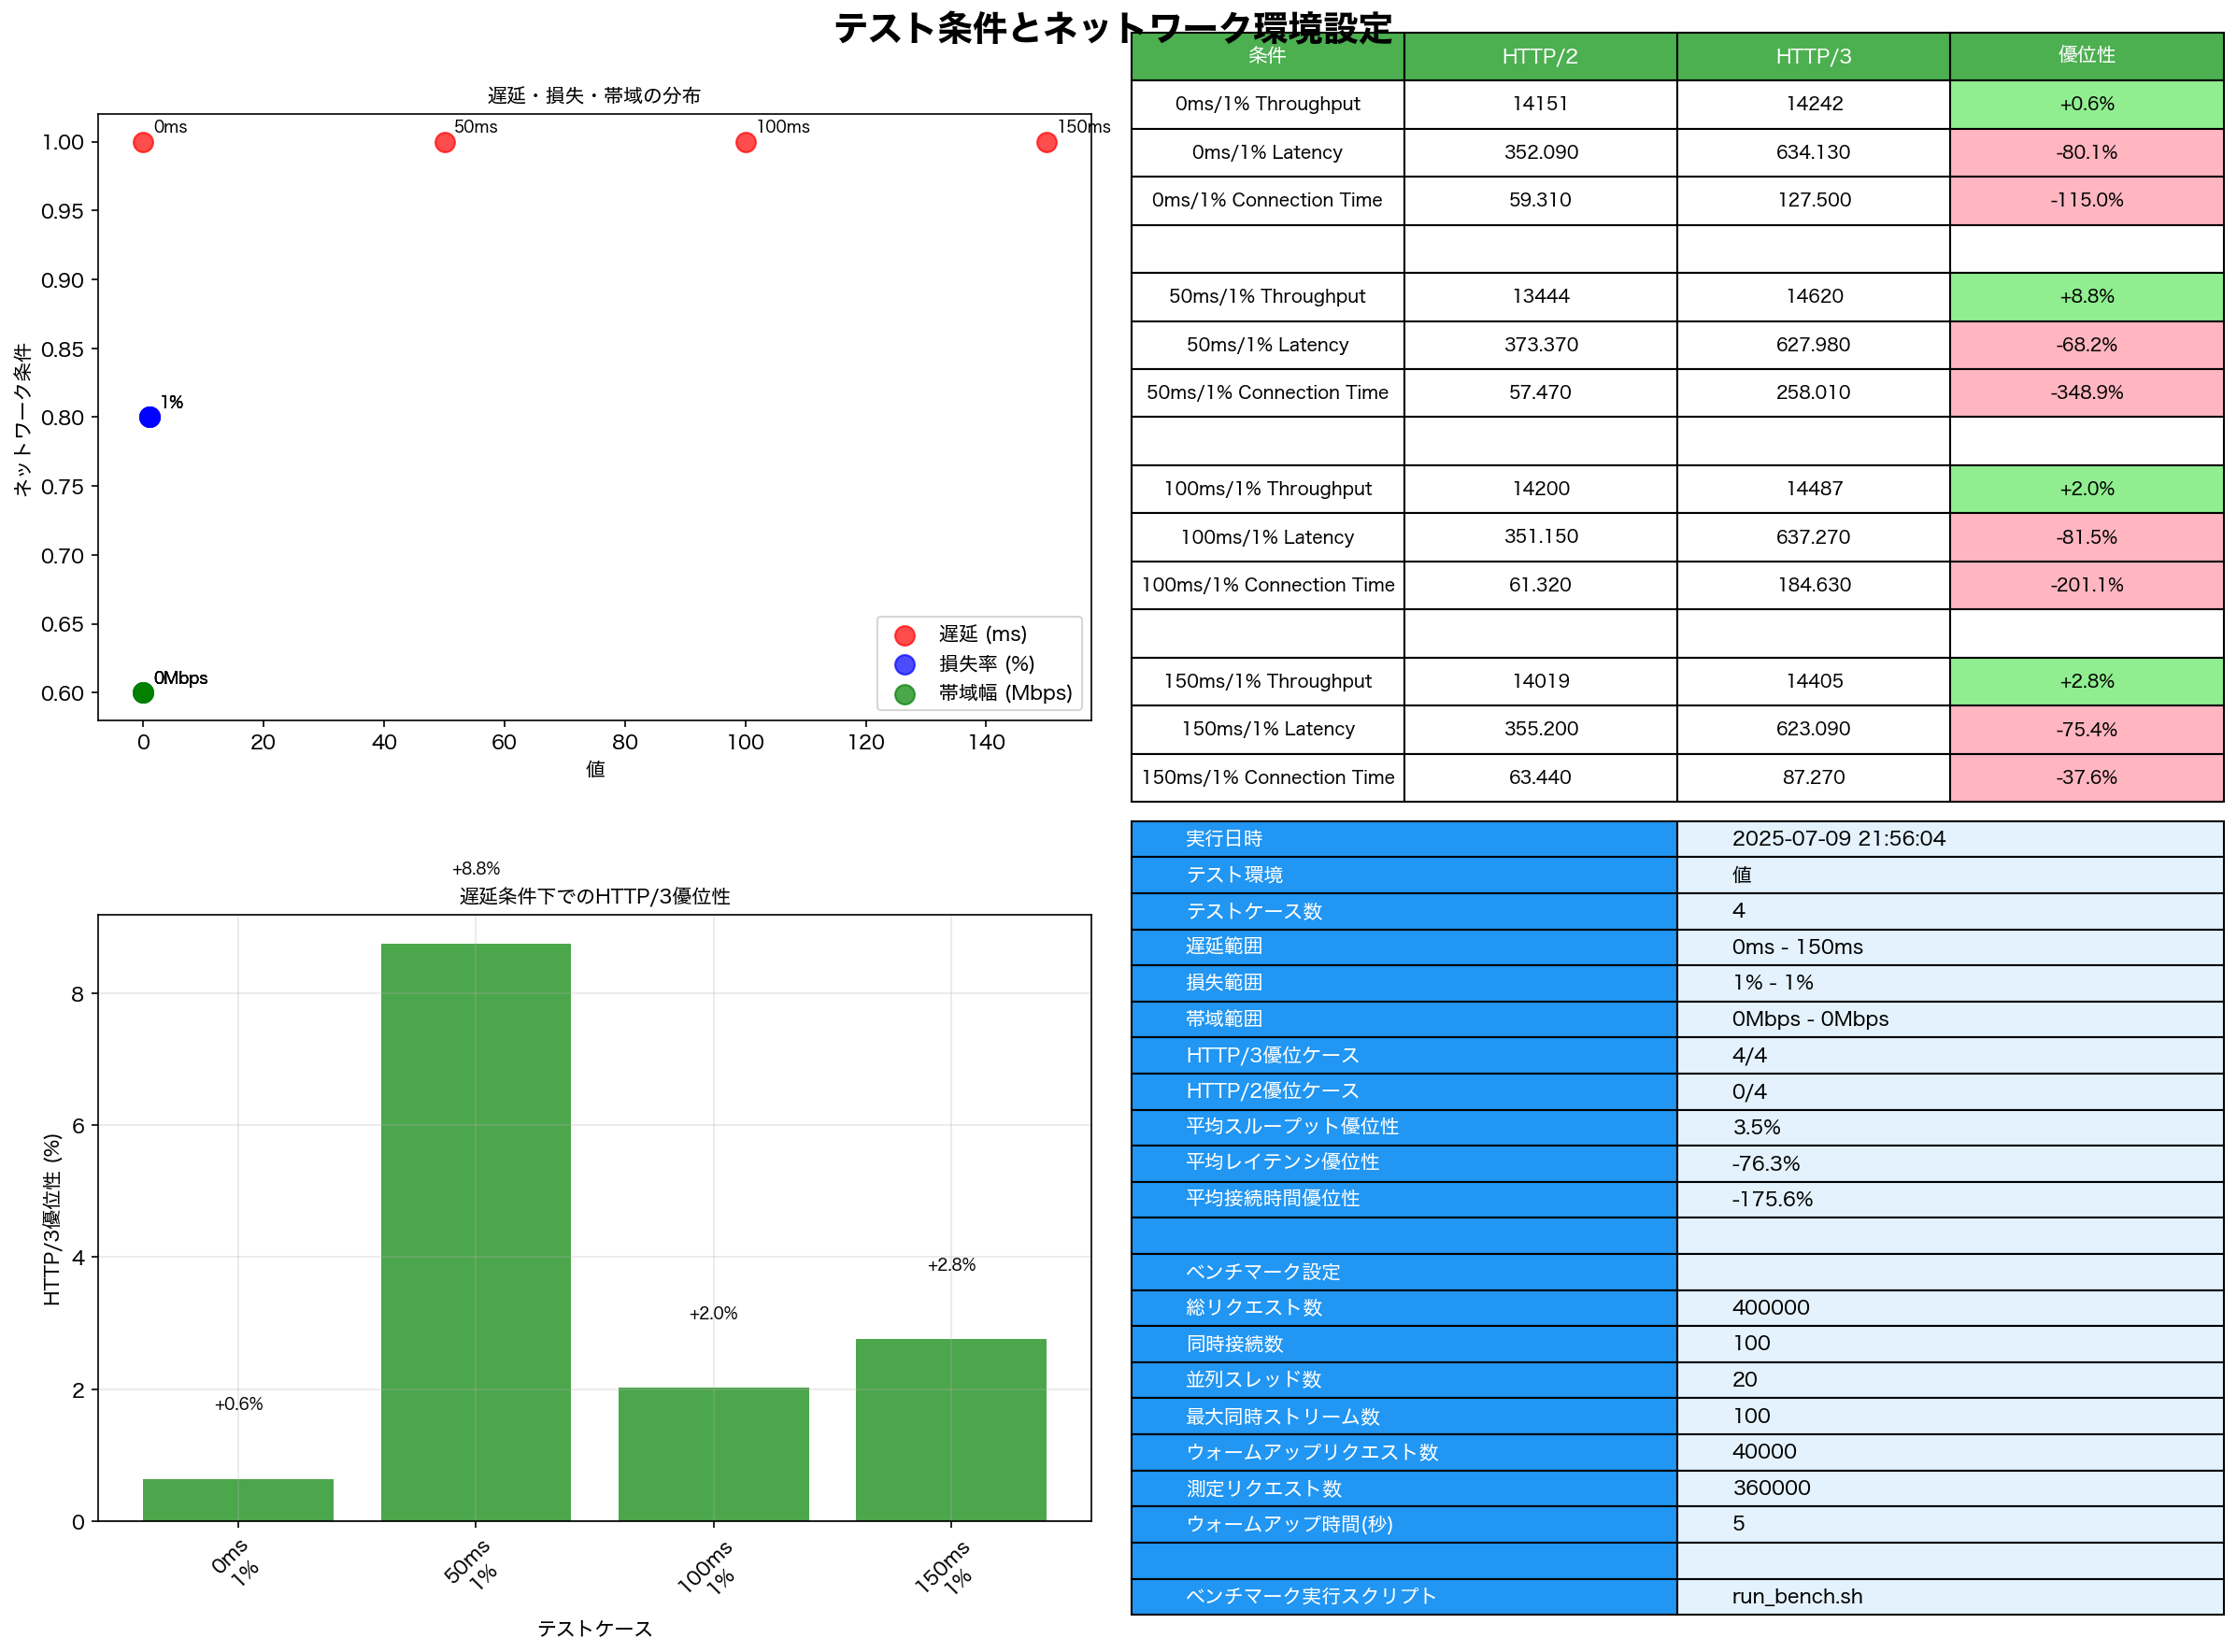 テスト条件とネットワーク環境設定
遅延・損失・帯域の分布
0ms 50ms 100ms 150ms
1.00
0.95
0.90
0.85
1%
0.80
0.75
0.70
0.65
0Mbps
0.60
ネットワーク条件
遅延 (ms)
損失率 (%)
帯域幅 (Mbps)
0 20 40 60 80 100 120 140
値
条件 HTTP/2 HTTP/3 優位性
0ms/1% Throughput 14151 14242 +0.6%
0ms/1% Latency 352.090 634.130 -80.1%
0ms/1% Connection Time 59.310 127.500 -115.0%
50ms/1% Throughput 13444 14620 +8.8%
50ms/1% Latency 373.370 627.980 -68.2%
50ms/1% Connection Time 57.470 258.010 -348.9%
100ms/1% Throughput 14200 14487 +2.0%
100ms/1% Latency 351.150 637.270 -81.5%
100ms/1% Connection Time 61.320 184.630 -201.1%
150ms/1% Throughput 14019 14405 +2.8%
150ms/1% Latency 355.200 623.090 -75.4%
150ms/1% Connection Time 63.440 87.270 -37.6%
+8.8%
遅延条件下でのHTTP/3優位性
8
6
4
2
0
+0.6%
+2.0%
+2.8%
HTTP/3優位性 (%)
0ms
1%
50ms
1%
100ms
1%
150ms
1%
テストケース
実行日時 2025-07-09 21:56:04
テスト環境 値
テストケース数 4
遅延範囲 0ms - 150ms
損失範囲 1% - 1%
帯域範囲 0Mbps - 0Mbps
HTTP/3優位ケース 4/4
HTTP/2優位ケース 0/4
平均スループット優位性 3.5%
平均レイテンシ優位性 -76.3%
平均接続時間優位性 -175.6%
ベンチマーク設定
総リクエスト数 400000
同時接続数 100
並列スレッド数 20
最大同時ストリーム数 100
ウォームアップリクエスト数 40000
測定リクエスト数 360000
ウォームアップ時間(秒) 5
ベンチマーク実行スクリプト run_bench.sh